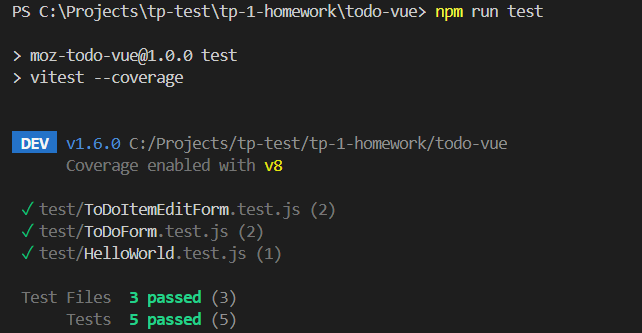 PS C:\Projects\tp-test\tp-1-homework\todo-vue> npm run test
> moz-todo-vue@1.0.0 test
> vitest --coverage
DEV v1.6.0 C:/Projects/tp-test/tp-1-homework/todo-vue
Coverage enabled with v8
✓ test/ToDoItemEditForm.test.js (2)
✓ test/ToDoForm.test.js (2)
✓ test/HelloWorld.test.js (1)
Test Files 3 passed (3)
Tests 5 passed (5)